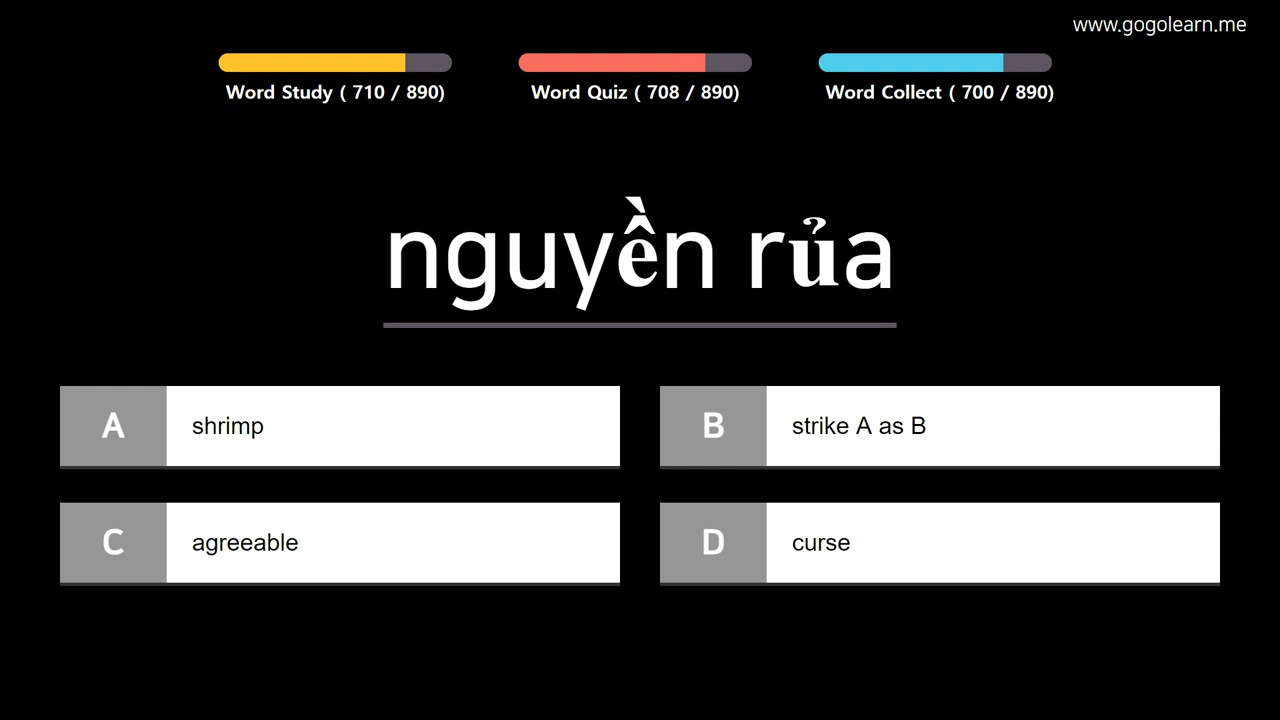 www.gogolearn.me
Word Study ( 710 / 890)
Word Quiz ( 708 / 890)
Word Collect ( 700 / 890)
nguyền rủa
A shrimp
B strike A as B
C agreeable
D curse